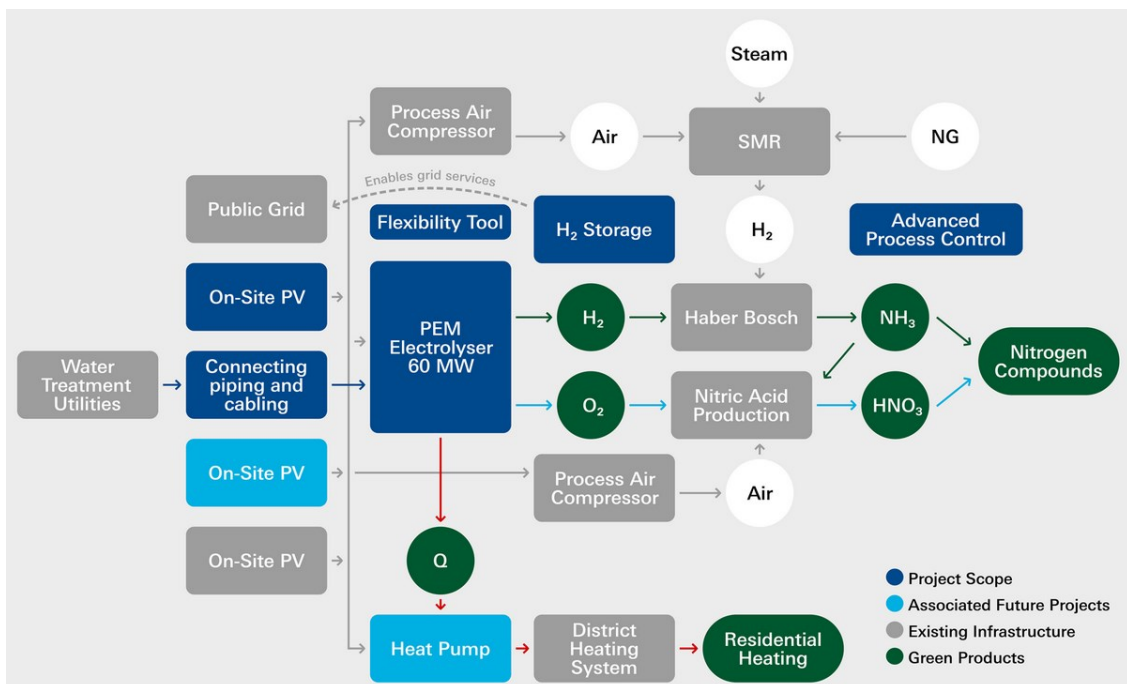 Steam
Process Air
Compressor
Air
SMR
NG
Enables grid services
Public Grid
Flexibility Tool
H₂ Storage
H₂
Advanced
Process Control
On-Site PV
PEM
Electrolyser
60 MW
H₂
Haber Bosch
NH₃
Nitrogen
Compounds
Water
Treatment
Utilities
Connecting
piping and
cabling
O₂
Nitric Acid
Production
HNO₃
On-Site PV
Process Air
Compressor
Air
On-Site PV
Q
Heat Pump
District
Heating
System
Residential
Heating
Project Scope
Associated Future Projects
Existing Infrastructure
Green Products